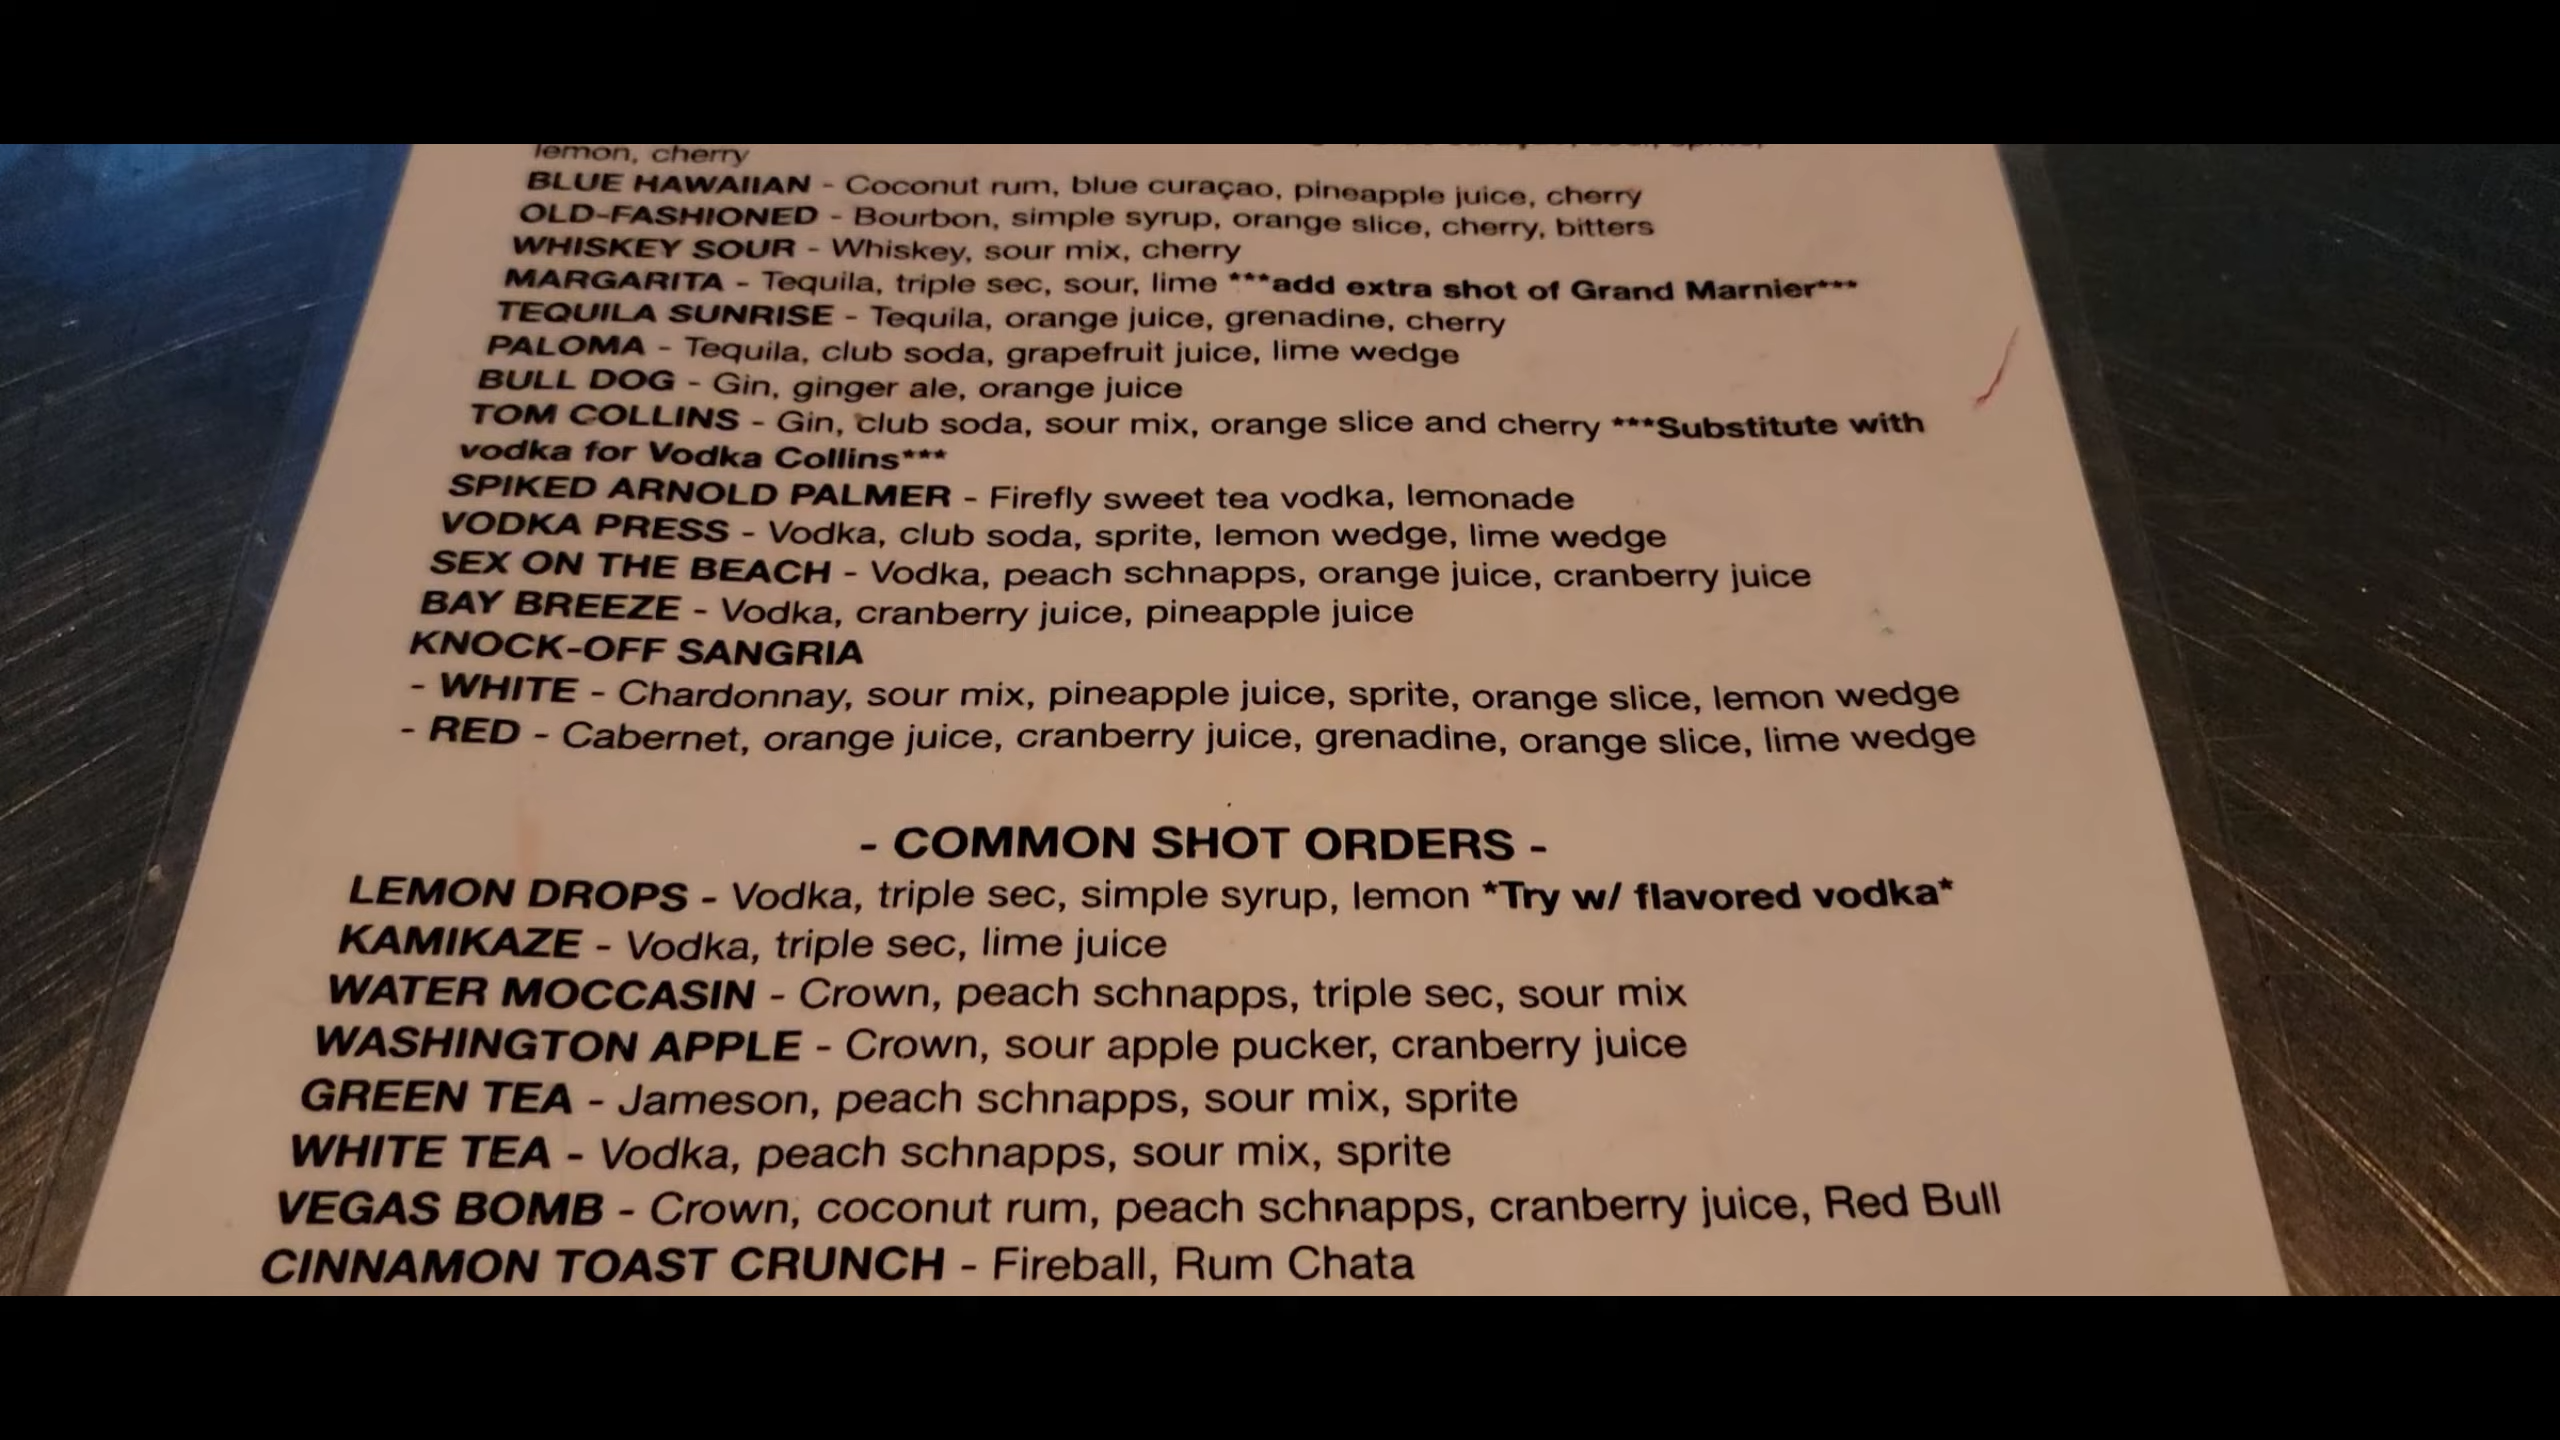 lemon, cherry
BLUE HAWAIIAN - Coconut rum, blue curaçao, pineapple juice, cherry
OLD-FASHIONED - Bourbon, simple syrup, orange slice, cherry, bitters
WHISKEY SOUR - Whiskey, sour mix, cherry
MARGARITA - Tequila, triple sec, sour, lime ***add extra shot of Grand Marnier***
TEQUILA SUNRISE - Tequila, orange juice, grenadine, cherry
PALOMA - Tequila, club soda, grapefruit juice, lime wedge
BULL DOG - Gin, ginger ale, orange juice
TOM COLLINS - Gin, club soda, sour mix, orange slice and cherry ***Substitute with
vodka for Vodka Collins***
SPIKED ARNOLD PALMER - Firefly sweet tea vodka, lemonade
VODKA PRESS - Vodka, club soda, sprite, lemon wedge, lime wedge
SEX ON THE BEACH - Vodka, peach schnapps, orange juice, cranberry juice
BAY BREEZE - Vodka, cranberry juice, pineapple juice
KNOCK-OFF SANGRIA
- WHITE - Chardonnay, sour mix, pineapple juice, sprite, orange slice, lemon wedge
- RED - Cabernet, orange juice, cranberry juice, grenadine, orange slice, lime wedge
- COMMON SHOT ORDERS -
LEMON DROPS - Vodka, triple sec, simple syrup, lemon *Try w/ flavored vodka*
KAMIKAZE - Vodka, triple sec, lime juice
WATER MOCCASIN - Crown, peach schnapps, triple sec, sour mix
WASHINGTON APPLE - Crown, sour apple pucker, cranberry juice
GREEN TEA - Jameson, peach schnapps, sour mix, sprite
WHITE TEA - Vodka, peach schnapps, sour mix, sprite
VEGAS BOMB - Crown, coconut rum, peach schnapps, cranberry juice, Red Bull
CINNAMON TOAST CRUNCH - Fireball, Rum Chata